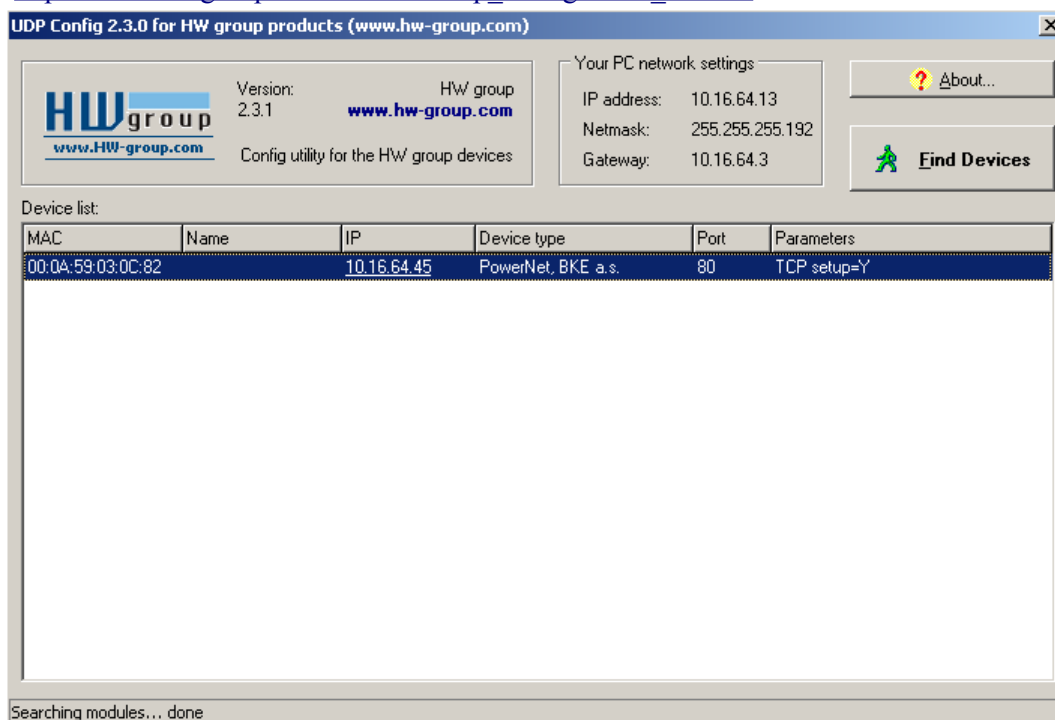 UDP Config 2.3.0 for HW group products (www.hw-group.com)
HW group
www.HW-group.com
Version:
2.3.1
HW group
www.hw-group.com
Config utility for the HW group devices
Your PC network settings
IP address: 10.16.64.13
Netmask: 255.255.255.192
Gateway: 10.16.64.3
? About...
Find Devices
Device list:
MAC Name IP Device type Port Parameters
00:0A:59:03:0C:82 10.16.64.45 PowerNet, BKE a.s. 80 TCP setup=Y
Searching modules... done